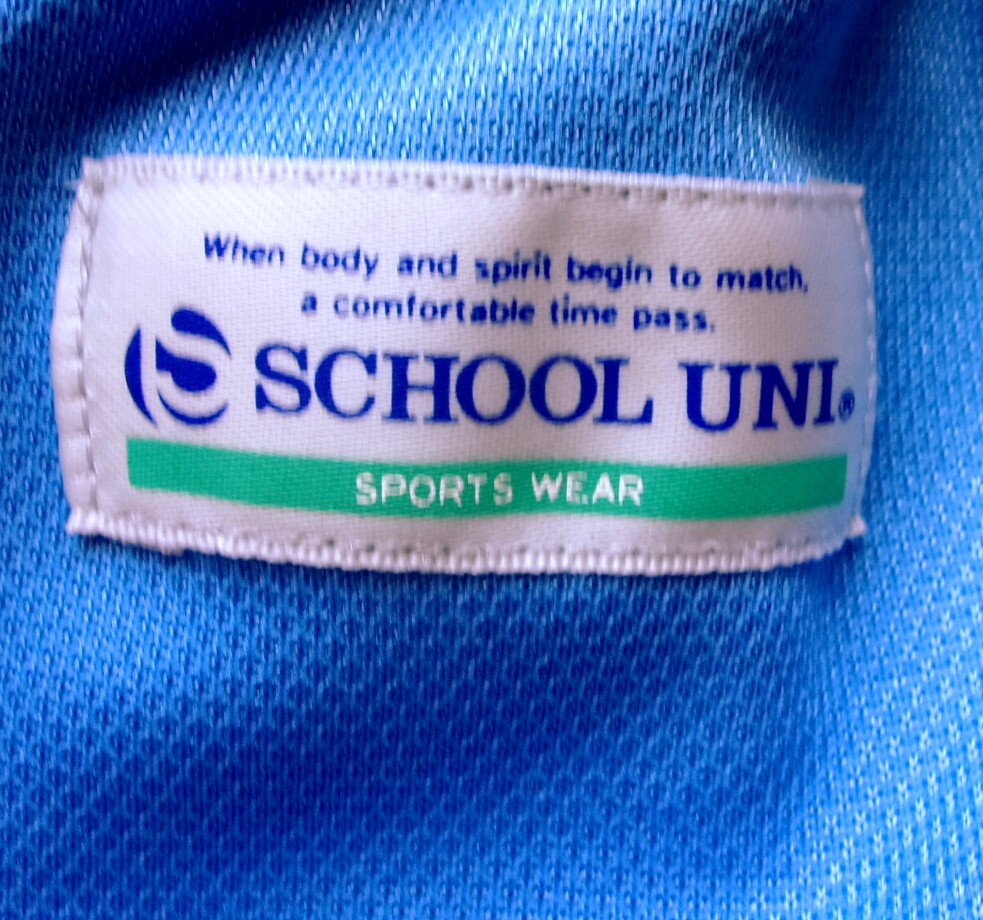 When body and spirit begin to match,
a comfortable time pass.
S SCHOOL UNI®
SPORTS WEAR